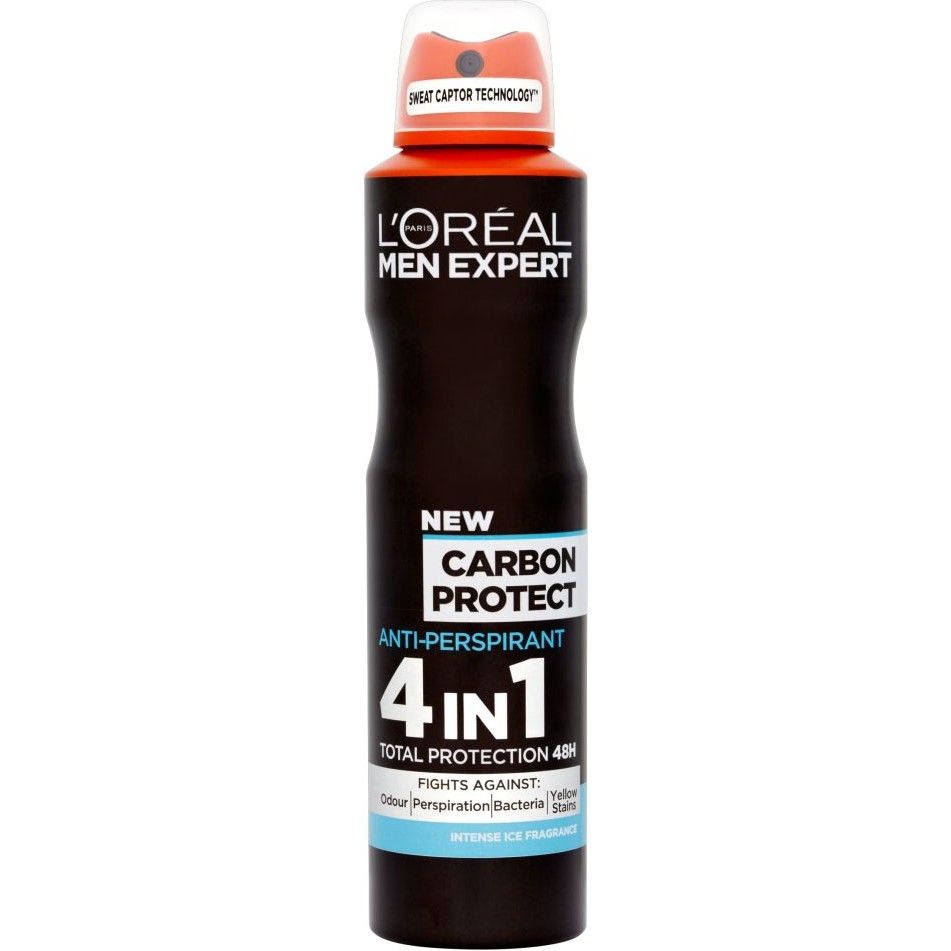 SWEAT CAPTOR TECHNOLOGY™
L'ORÉAL
PARIS
MEN EXPERT
NEW
CARBON
PROTECT
ANTI-PERSPIRANT
4 IN 1
TOTAL PROTECTION 48H
FIGHTS AGAINST:
Odour | Perspiration | Bacteria | Yellow Stains
INTENSE ICE FRAGRANCE